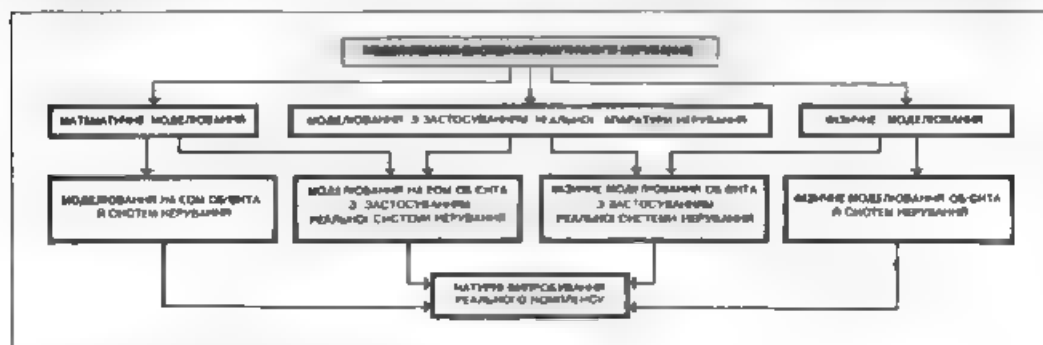 МАТЕМАТИЧНЕ МОДЕЛЮВАННЯ
МОДЕЛЮВАННЯ З ЗАСТОСУВАННЯМ РЕАЛЬНОЇ АПАРАТУРИ КЕРУВАННЯ
ФІЗИЧНЕ МОДЕЛЮВАННЯ
МОДЕЛЮВАННЯ НА ЕОМ ОБ'ЄКТА
Й СИСТЕМ КЕРУВАННЯ
МОДЕЛЮВАННЯ НА ЕОМ ОБ'ЄКТА
З ЗАСТОСУВАННЯМ
РЕАЛЬНОЇ СИСТЕМИ КЕРУВАННЯ
ФІЗИЧНЕ МОДЕЛЮВАННЯ ОБ'ЄКТА
З ЗАСТОСУВАННЯМ
РЕАЛЬНОЇ СИСТЕМИ КЕРУВАННЯ
ФІЗИЧНЕ МОДЕЛЮВАННЯ ОБ'ЄКТА
Й СИСТЕМ КЕРУВАННЯ
НАТУРНІ ВИПРОБУВАННЯ
РЕАЛЬНОГО КОМПЛЕКСУ